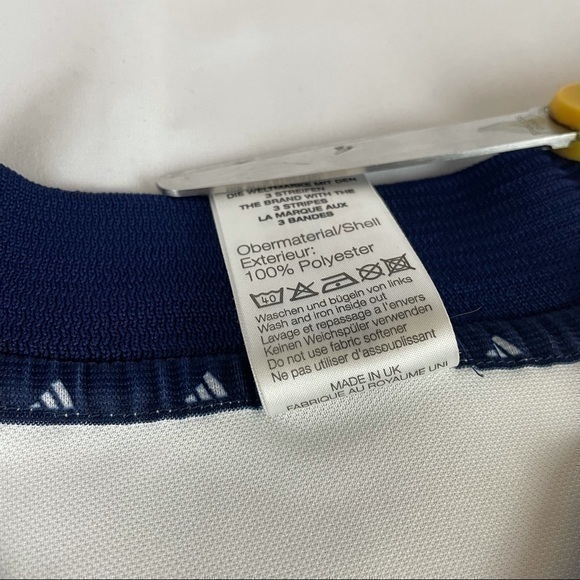 DIE WELTMARKE MIT DEN
3 STREIFEN
THE BRAND WITH THE
3 STRIPES
LA MARQUE AUX
3 BANDES
Obermaterial/Shell
Exterieur:
100% Polyester
40
Waschen und bügeln von links
Wash and iron inside out
Lavage et repassage a l'envers
Keinen Weichspüler verwenden
Do not use fabric softener
Ne pas utiliser d'assouplissant
MADE IN UK
FABRIQUE AU ROYAUME UNI